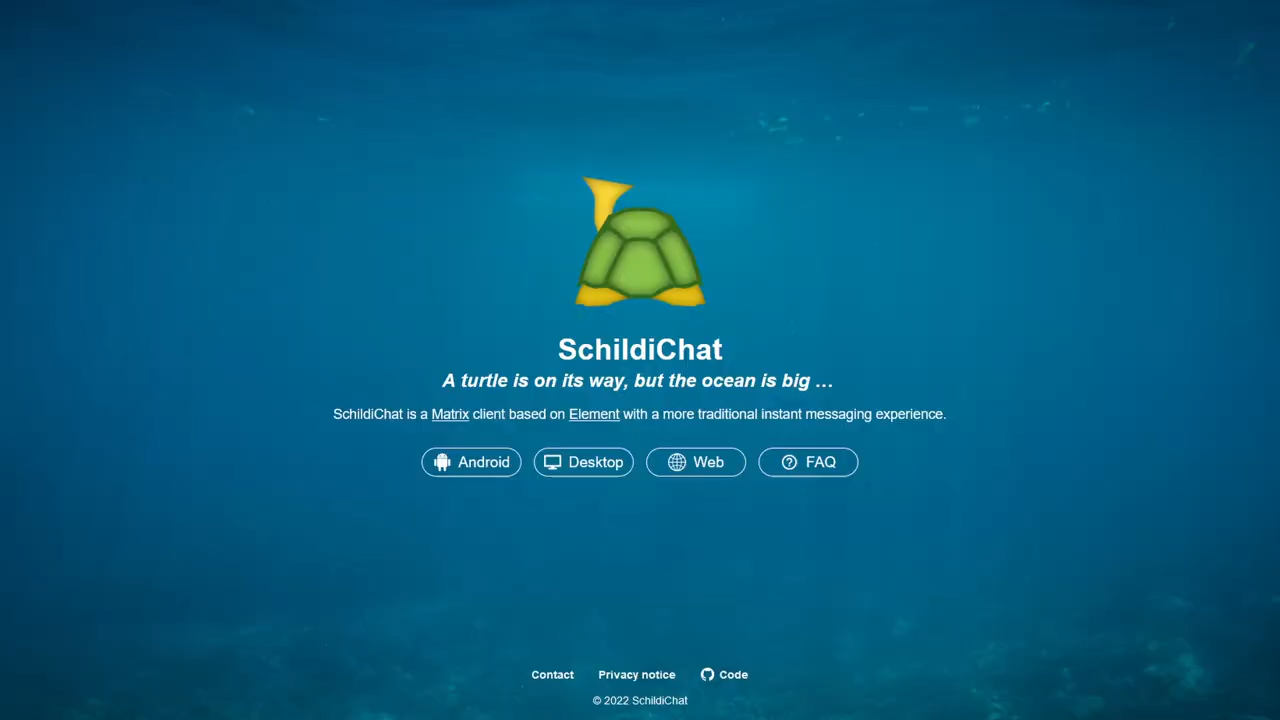 SchildiChat
A turtle is on its way, but the ocean is big …
SchildiChat is a Matrix client based on Element with a more traditional instant messaging experience.
Android Desktop Web FAQ
Contact Privacy notice Code
© 2022 SchildiChat